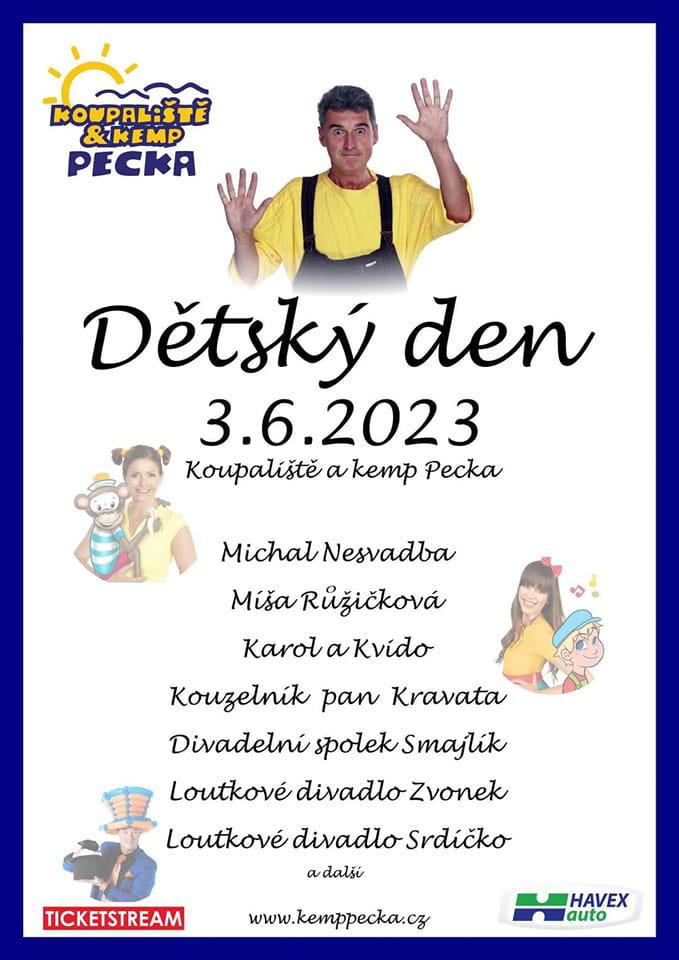 KOUPALIŠTĚ
& KEMP
PECKA
Dětský den
3.6.2023
Koupaliště a kemp Pecka
Michal Nesvadba
Míša Růžičková
Karol a Kvído
Kouzelník pan Kravata
Divadelní spolek Smajlík
Loutkové divadlo Zvonek
Loutkové divadlo Srdíčko
a další
TICKETSTREAM
www.kemppecka.cz
HAVEX
auto